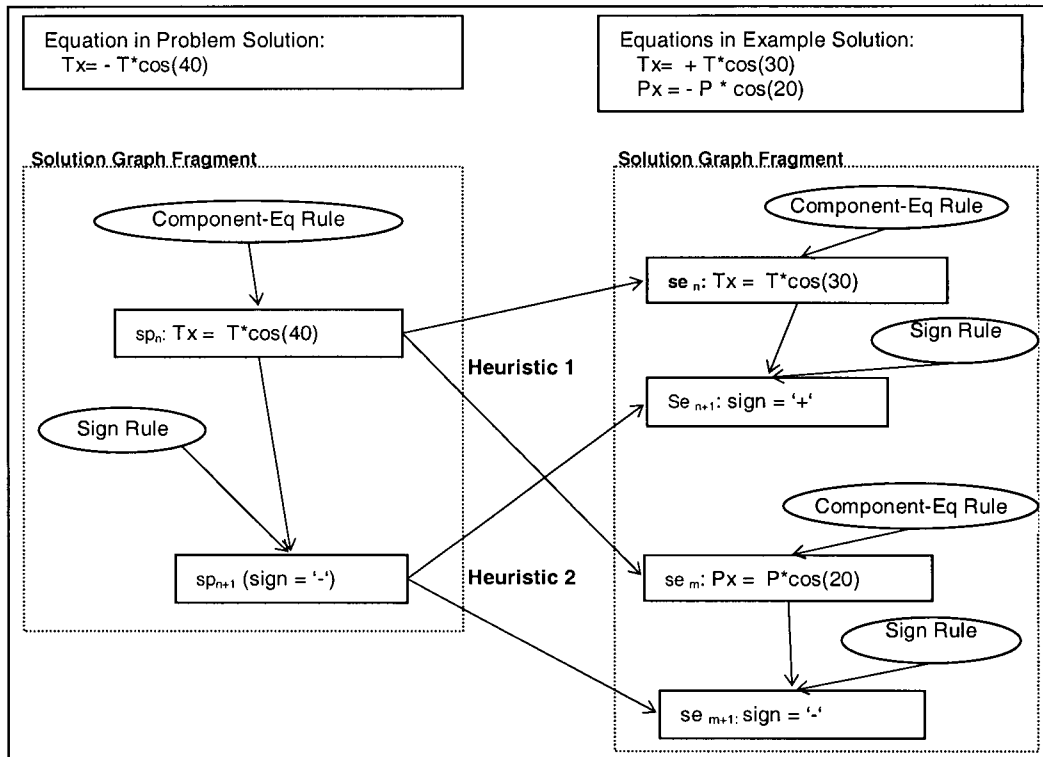 Equation in Problem Solution:
Tx= - T*cos(40)
Equations in Example Solution:
Tx= + T*cos(30)
Px = - P * cos(20)
Solution Graph Fragment
Component-Eq Rule
spn: Tx = T*cos(40)
Sign Rule
spn+1 (sign = '-')
Heuristic 1
Heuristic 2
Solution Graph Fragment
Component-Eq Rule
se n: Tx = T*cos(30)
Sign Rule
Se n+1: sign = '+'
Component-Eq Rule
se m: Px = P*cos(20)
Sign Rule
se m+1: sign = '-'